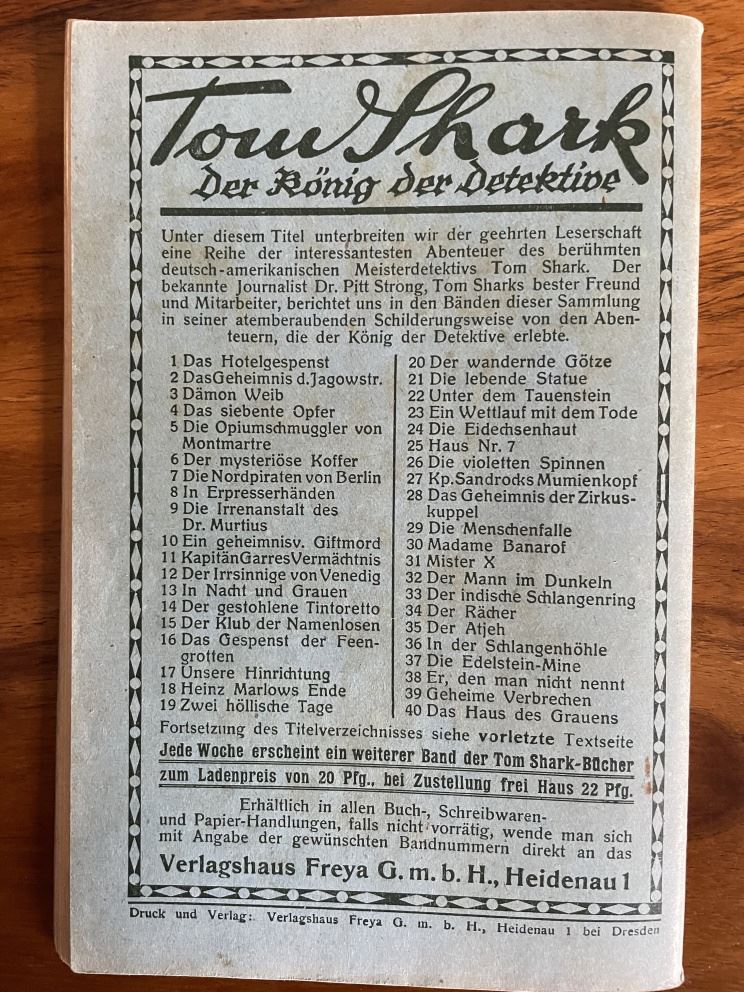 Tom Shark
Der König der Detektive
Unter diesem Titel unterbreiten wir der geehrten Leserschaft
eine Reihe der interessantesten Abenteuer des berühmten
deutsch-amerikanischen Meisterdetektivs Tom Shark. Der
bekannte Journalist Dr. Pitt Strong, Tom Sharks bester Freund
und Mitarbeiter, berichtet uns in den Bänden dieser Sammlung
in seiner atemberaubenden Schilderungsweise von den Aben-
teuern, die der König der Detektive erlebte.
1 Das Hotelgespenst
2 Das Geheimnis d. Jagowstr.
3 Dämon Weib
4 Das siebente Opfer
5 Die Opiumschmuggler von
Montmartre
6 Der mysteriöse Koffer
7 Die Nordpiraten von Berlin
8 In Erpresserhänden
9 Die Irrenanstalt des
Dr. Murtius
10 Ein geheimnisv. Giftmord
11 Kapitän Garres Vermächtnis
12 Der Irrsinnige von Venedig
13 In Nacht und Grauen
14 Der gestohlene Tintoretto
15 Der Klub der Namenlosen
16 Das Gespenst der Feen-
grotten
17 Unsere Hinrichtung
18 Heinz Marlows Ende
19 Zwei höllische Tage
20 Der wandernde Götze
21 Die lebende Statue
22 Unter dem Tauenstein
23 Ein Wettlauf mit dem Tode
24 Die Eidechsenhaut
25 Haus Nr. 7
26 Die violetten Spinnen
27 Kp. Sandrocks Mumienkopf
28 Das Geheimnis der Zirkus-
kuppel
29 Die Menschenfalle
30 Madame Banarof
31 Mister X
32 Der Mann im Dunkeln
33 Der indische Schlangenring
34 Der Rächer
35 Der Atjeh
36 In der Schlangenhöhle
37 Die Edelstein-Mine
38 Er, den man nicht nennt
39 Geheime Verbrechen
40 Das Haus des Grauens
Fortsetzung des Titelverzeichnisses siehe vorletzte Textseite
Jede Woche erscheint ein weiterer Band der Tom Shark-Bücher
zum Ladenpreis von 20 Pfg., bei Zustellung frei Haus 22 Pfg.
Erhältlich in allen Buch-, Schreibwaren-
und Papier-Handlungen, falls nicht vorrätig, wende man sich
mit Angabe der gewünschten Bandnummern direkt an das
Verlagshaus Freya G. m. b. H., Heidenau 1
Druck und Verlag: Verlagshaus Freya G. m. b. H., Heidenau 1 bei Dresden